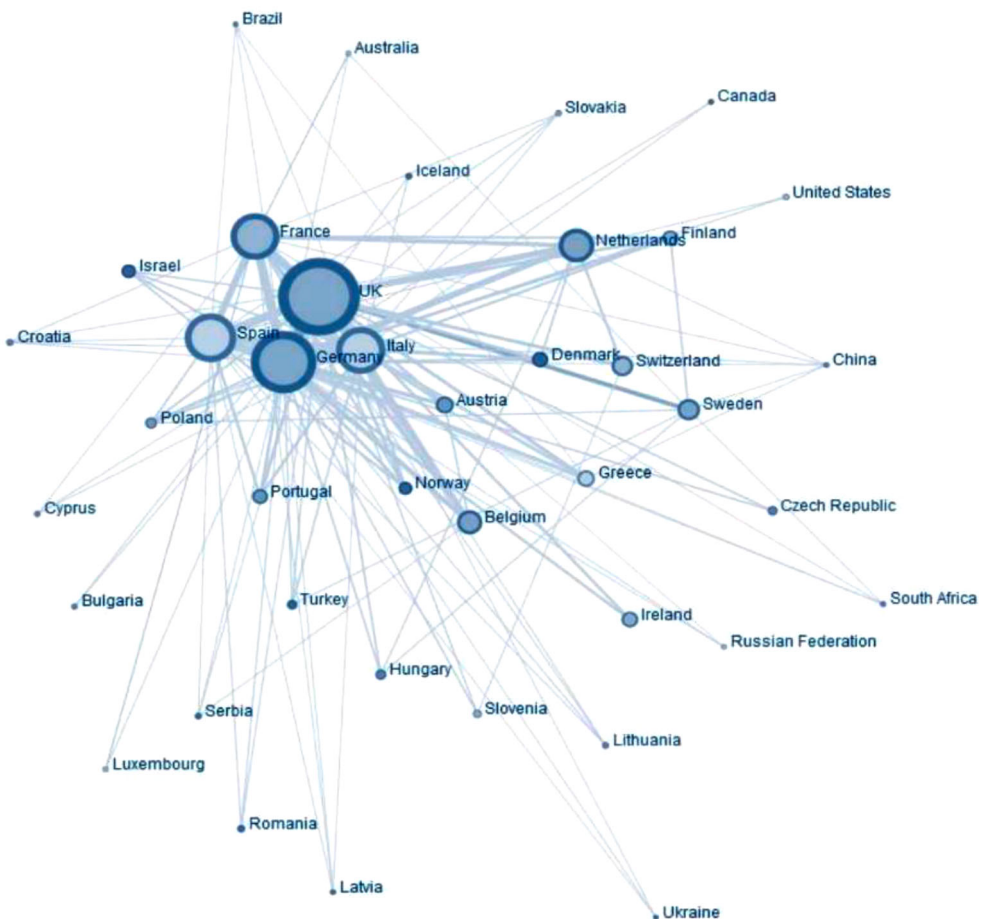 Brazil
Australia
Canada
Slovakia
Iceland
United States
France
Finland
Netherlands
Israel
UK
Spain
Croatia
Italy
Germany
Denmark
Switzerland
China
Austria
Sweden
Poland
Greece
Norway
Portugal
Czech Republic
Cyprus
Belgium
South Africa
Turkey
Bulgaria
Ireland
Russian Federation
Hungary
Slovenia
Serbia
Lithuania
Luxembourg
Romania
Latvia
Ukraine